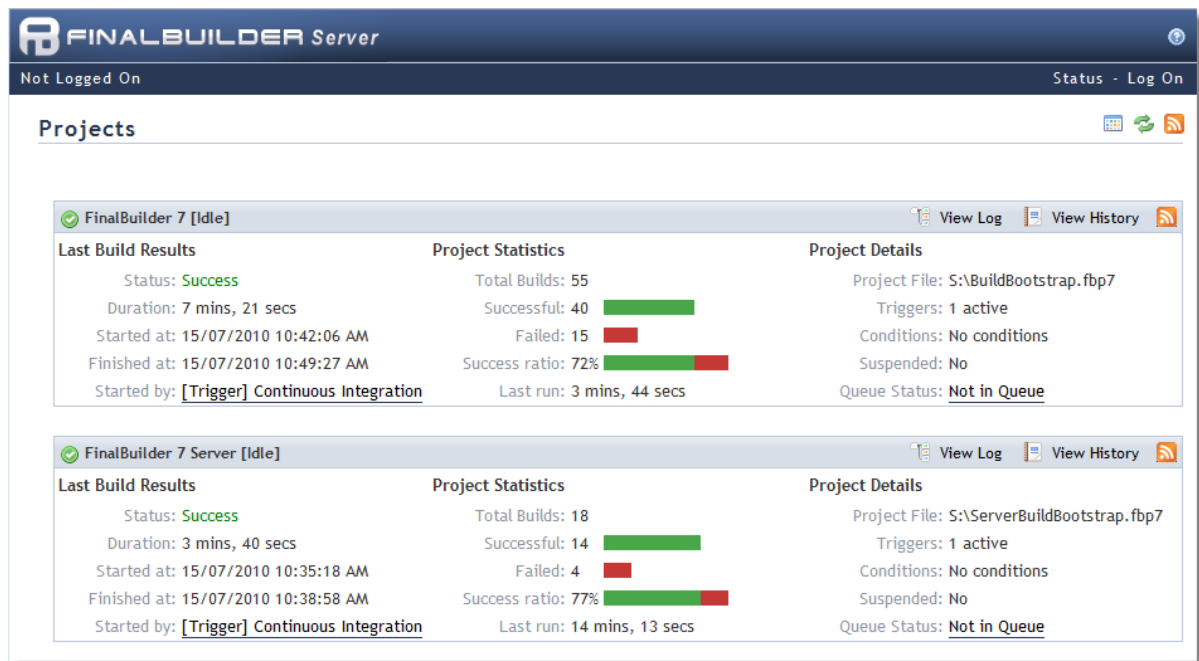 FINALBUILDER Server
Not Logged On
Status - Log On
Projects
FinalBuilder 7 [Idle]
View Log
View History
Last Build Results
Status: Success
Duration: 7 mins, 21 secs
Started at: 15/07/2010 10:42:06 AM
Finished at: 15/07/2010 10:49:27 AM
Started by: [Trigger] Continuous Integration
Project Statistics
Total Builds: 55
Successful: 40
Failed: 15
Success ratio: 72%
Last run: 3 mins, 44 secs
Project Details
Project File: S:\BuildBootstrap.fbp7
Triggers: 1 active
Conditions: No conditions
Suspended: No
Queue Status: Not in Queue
FinalBuilder 7 Server [Idle]
View Log
View History
Last Build Results
Status: Success
Duration: 3 mins, 40 secs
Started at: 15/07/2010 10:35:18 AM
Finished at: 15/07/2010 10:38:58 AM
Started by: [Trigger] Continuous Integration
Project Statistics
Total Builds: 18
Successful: 14
Failed: 4
Success ratio: 77%
Last run: 14 mins, 13 secs
Project Details
Project File: S:\ServerBuildBootstrap.fbp7
Triggers: 1 active
Conditions: No conditions
Suspended: No
Queue Status: Not in Queue